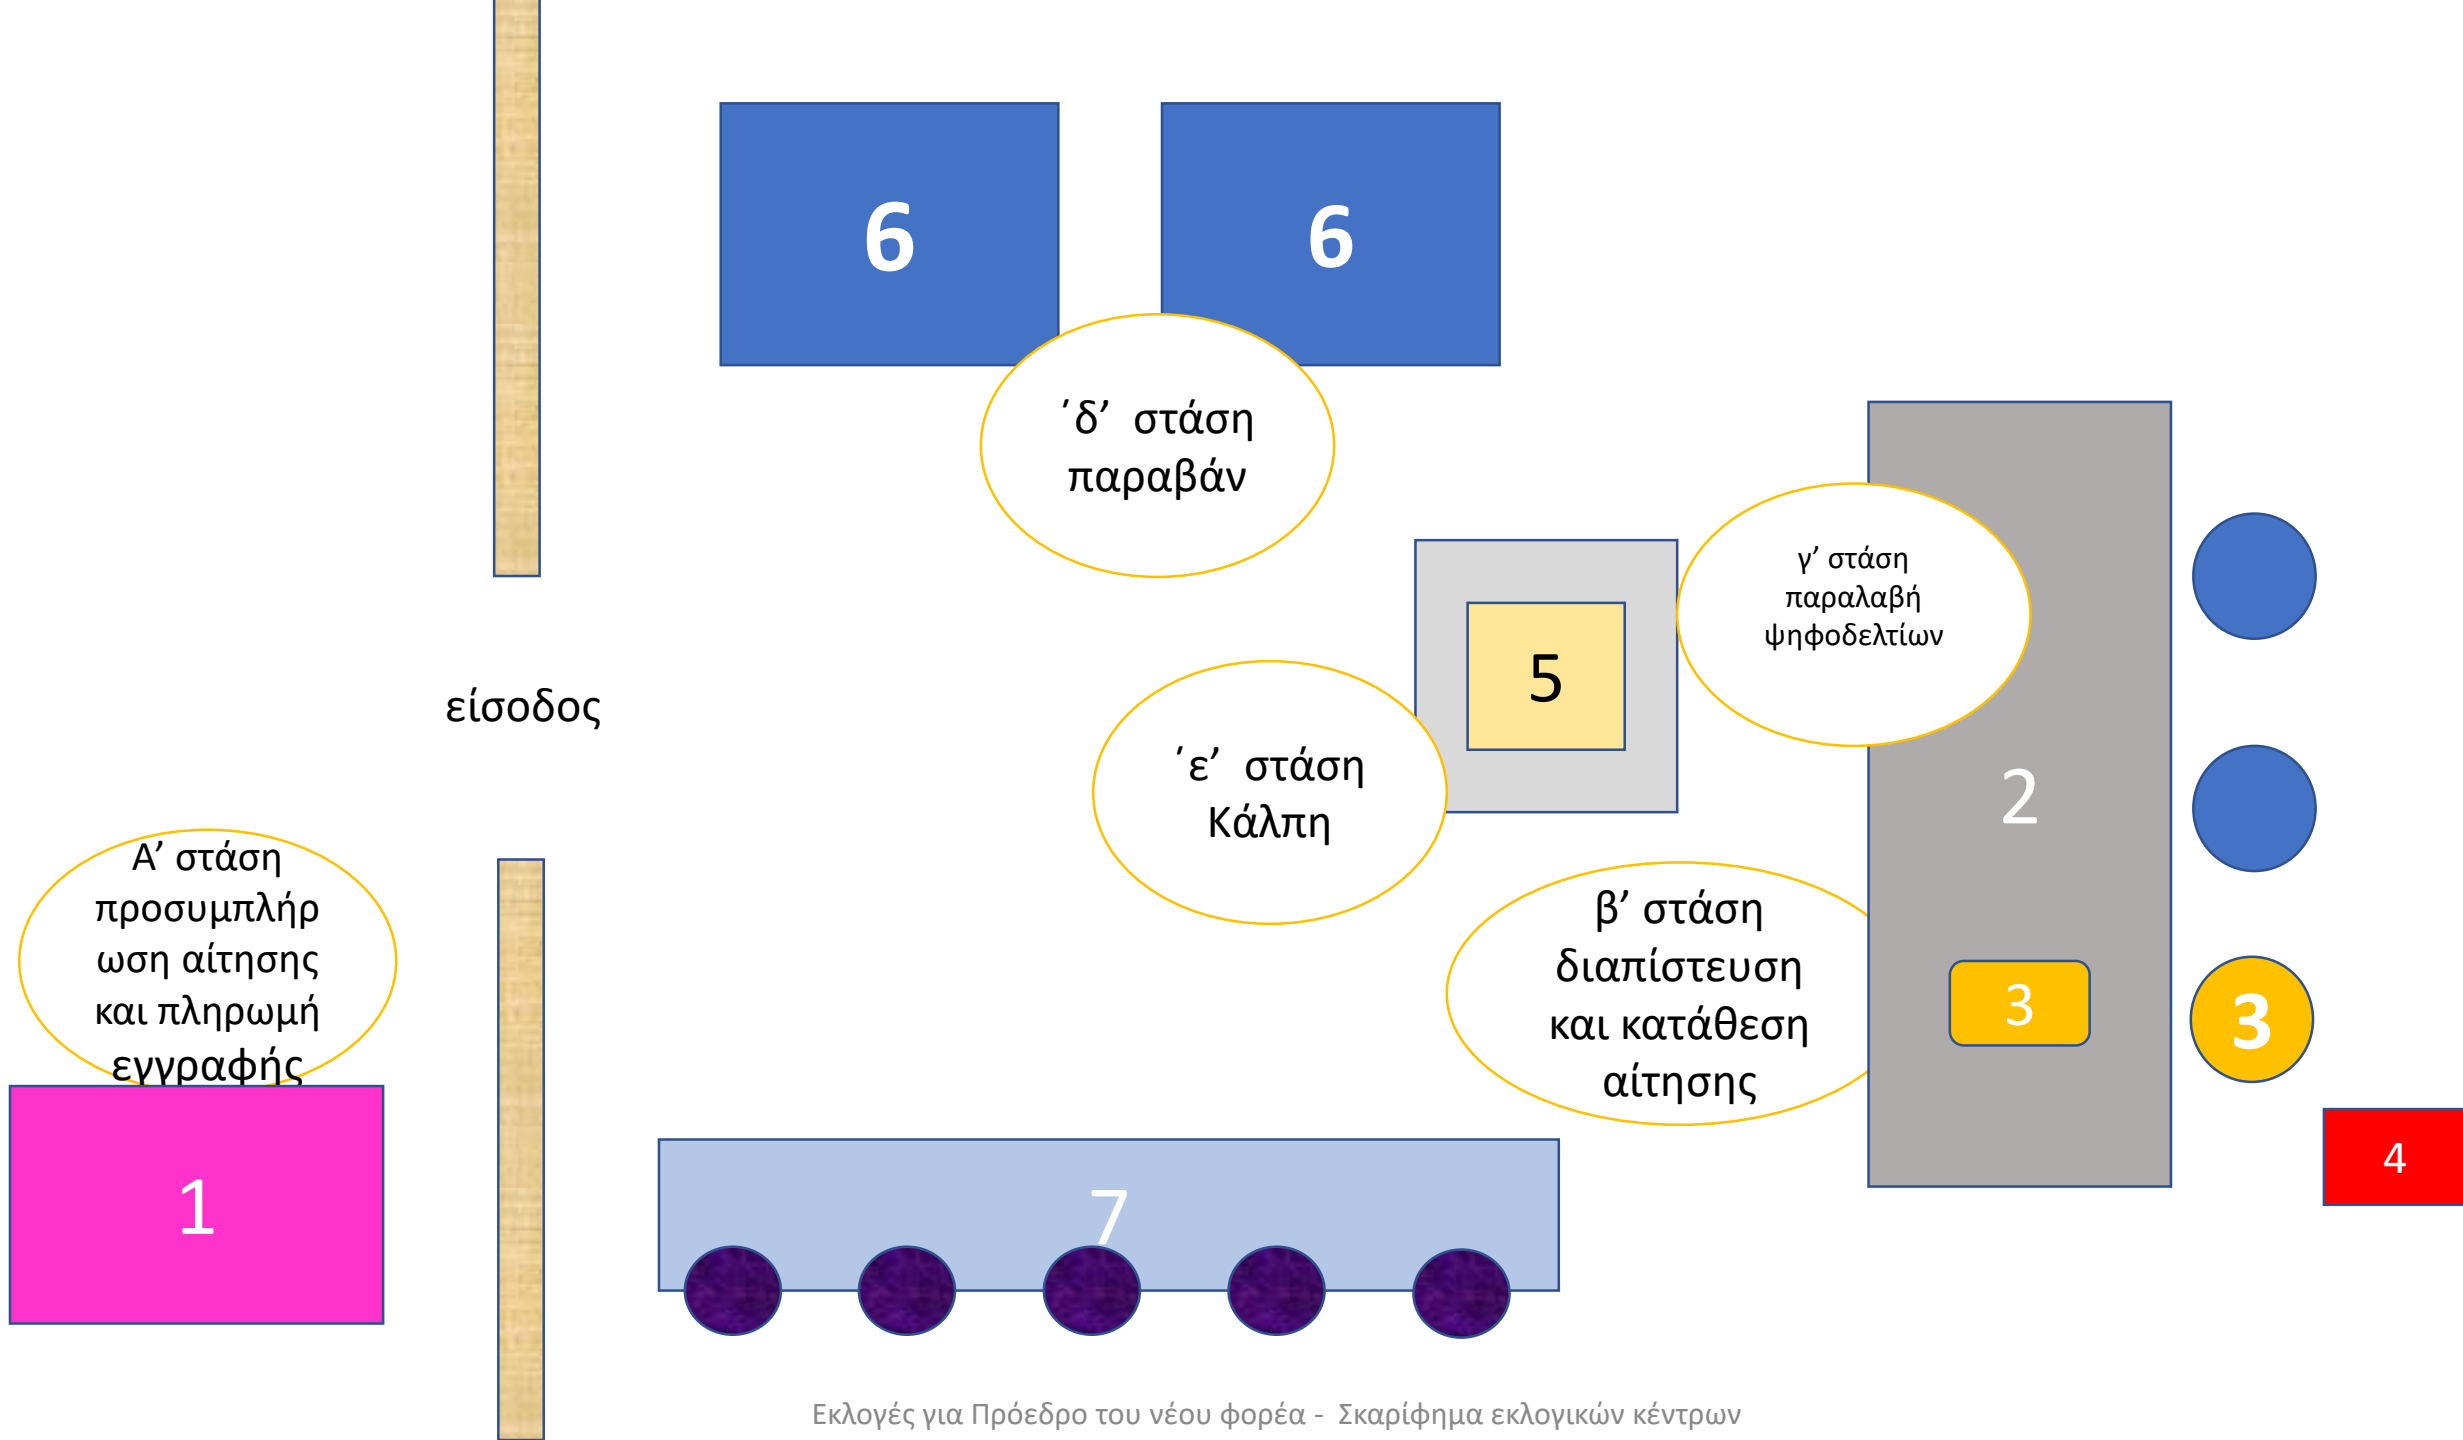 6
6
΄δ’ στάση
παραβάν
γ’ στάση
παραλαβή
ψηφοδελτίων
5
είσοδος
΄ε’ στάση
Κάλπη
2
Α’ στάση
προσυμπλήρ
ωση αίτησης
και πληρωμή
εγγραφής
β’ στάση
διαπίστευση
και κατάθεση
αίτησης
3
3
4
1
7
Εκλογές για Πρόεδρο του νέου φορέα - Σκαρίφημα εκλογικών κέντρων